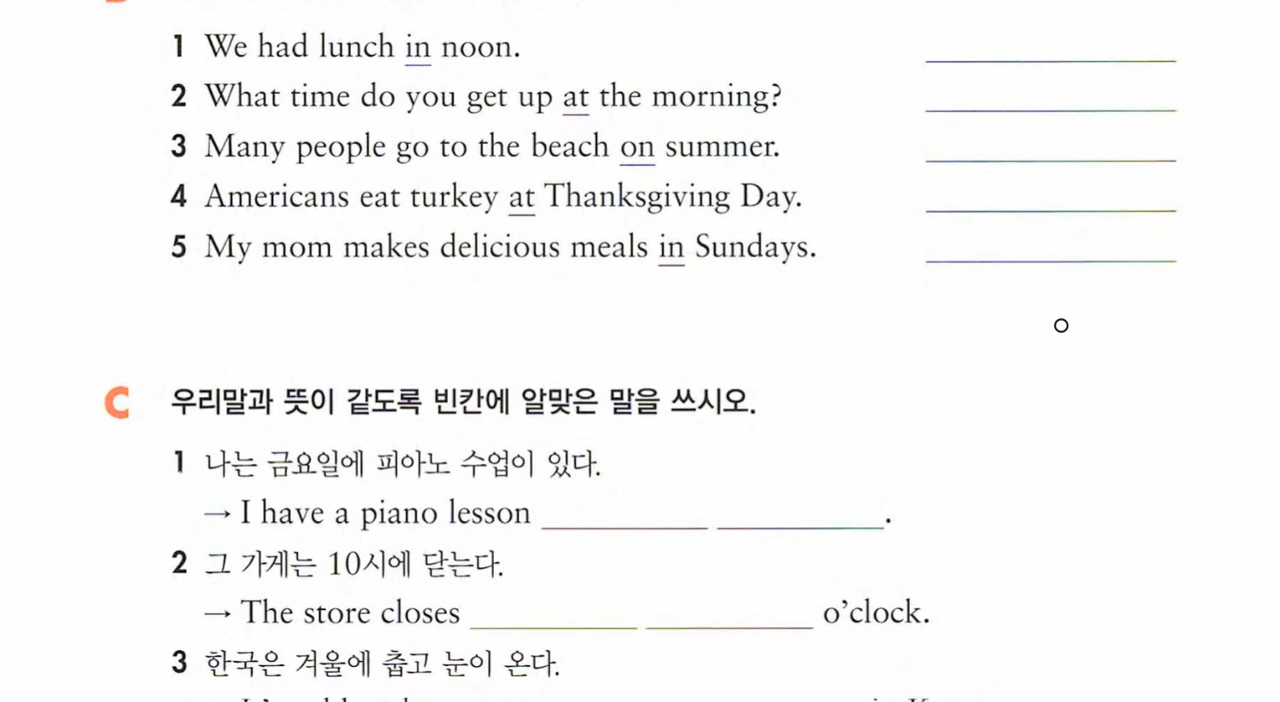 1 We had lunch in noon.
2 What time do you get up at the morning?
3 Many people go to the beach on summer.
4 Americans eat turkey at Thanksgiving Day.
5 My mom makes delicious meals in Sundays.
C 우리말과 뜻이 같도록 빈칸에 알맞은 말을 쓰시오.
1 나는 금요일에 피아노 수업이 있다.
→ I have a piano lesson ________ ________.
2 그 가게는 10시에 닫는다.
→ The store closes ________ ________ o’clock.
3 한국은 겨울에 춥고 눈이 온다.